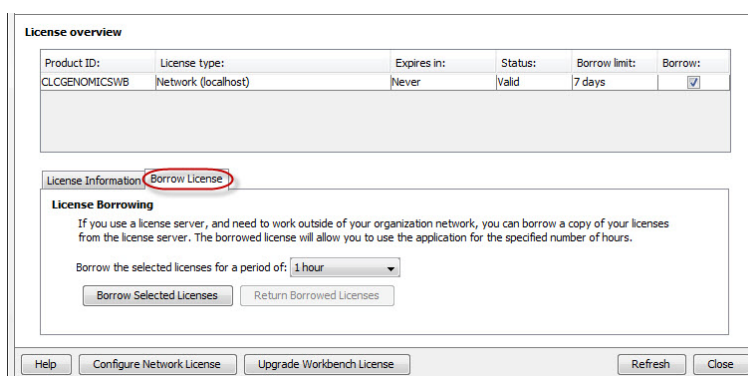 License overview
Product ID: License type: Expires in: Status: Borrow limit: Borrow:
CLCGENOMICSWB Network (localhost) Never Valid 7 days
License Information Borrow License
License Borrowing
If you use a license server, and need to work outside of your organization network, you can borrow a copy of your licenses
from the license server. The borrowed license will allow you to use the application for the specified number of hours.
Borrow the selected licenses for a period of: 1 hour
Borrow Selected Licenses Return Borrowed Licenses
Help Configure Network License Upgrade Workbench License Refresh Close